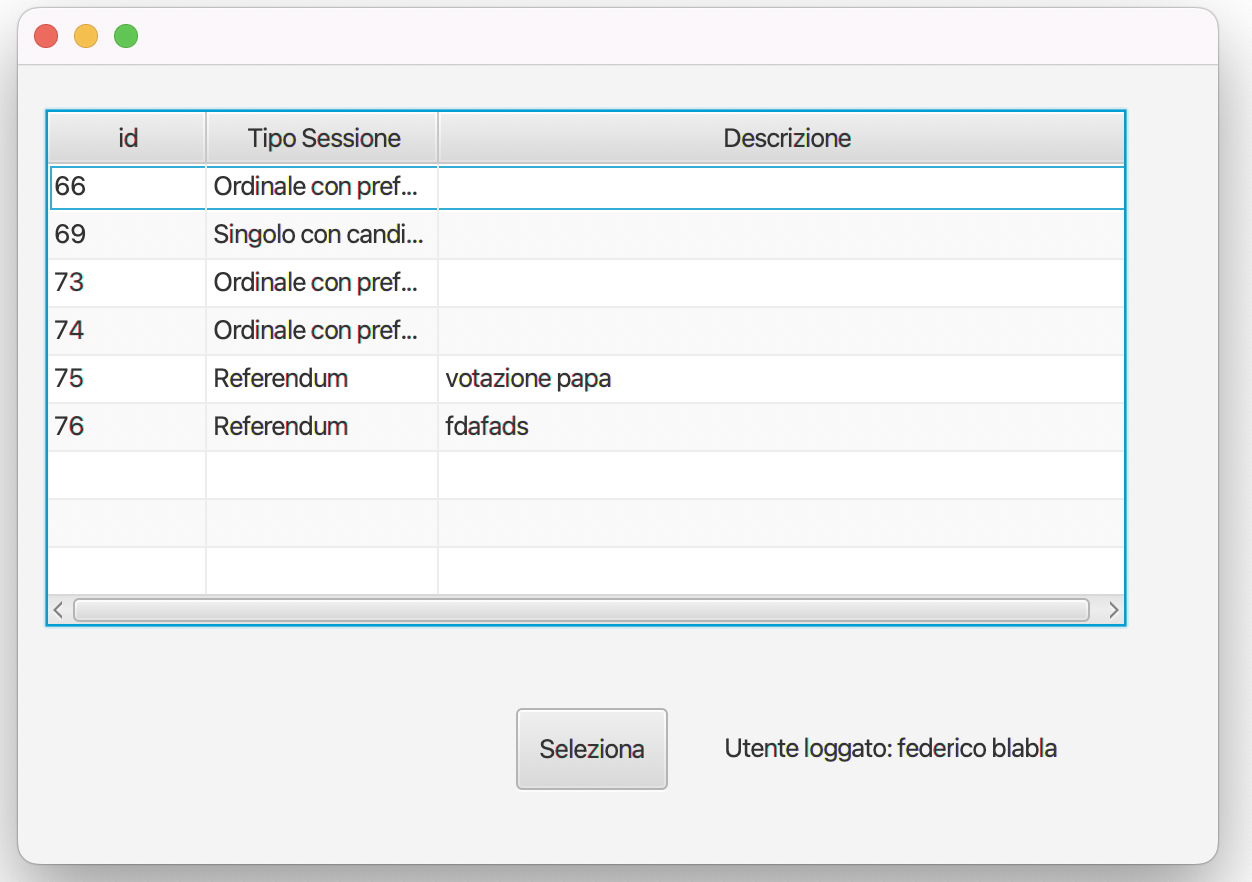 id Tipo Sessione Descrizione
66 Ordinale con pref...
69 Singolo con candi...
73 Ordinale con pref...
74 Ordinale con pref...
75 Referendum votazione papa
76 Referendum fdafads
Seleziona Utente loggato: federico blabla